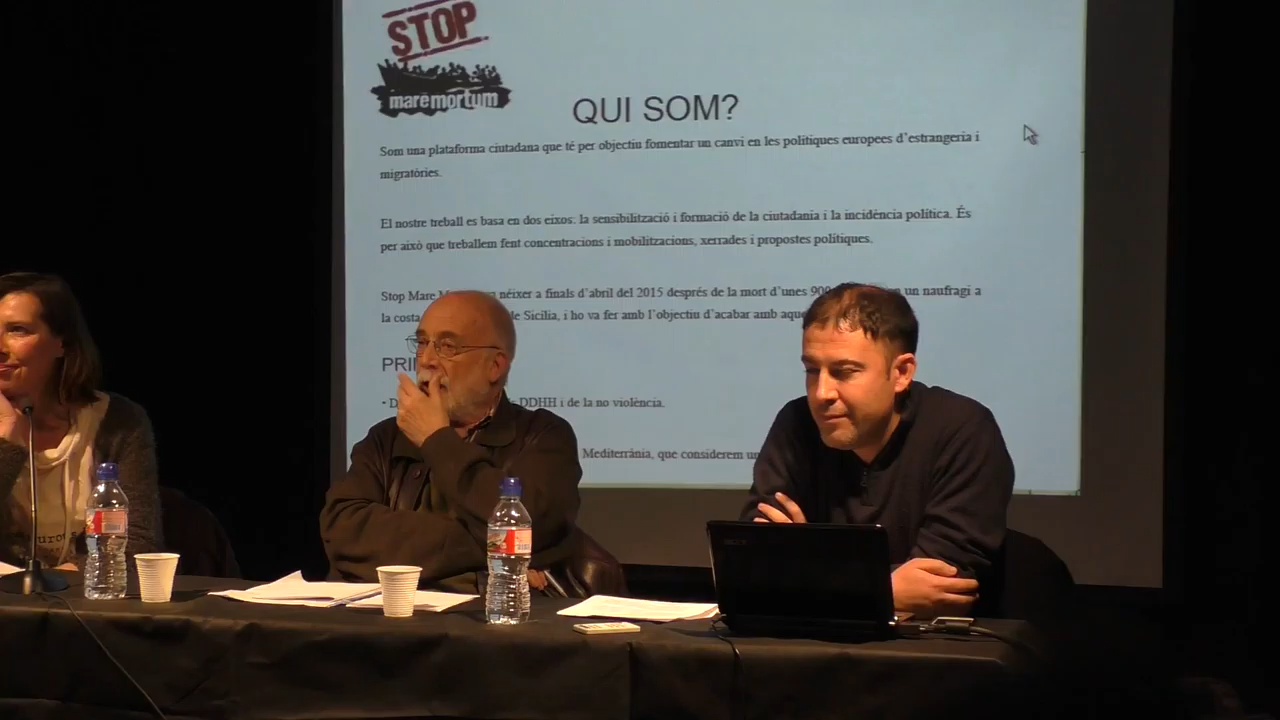 STOP
mare mortum
QUI SOM?
Som una plataforma ciutadana que té per objectiu fomentar un canvi en les polítiques europees d'estrangeria i
migratòries.
El nostre treball es basa en dos eixos: la sensibilització i formació de la ciutadania i la incidència política. És
per això que treballem fent concentracions i mobilitzacions, xerrades i propostes polítiques.
Stop Mare néixer a finals d'abril del 2015 després de la mort d'unes 900 en un naufragi a
la costa de Sicília, i ho va fer amb l'objectiu d'acabar amb
DDHH i de la no violència.
Mediterrània, que considerem
acer